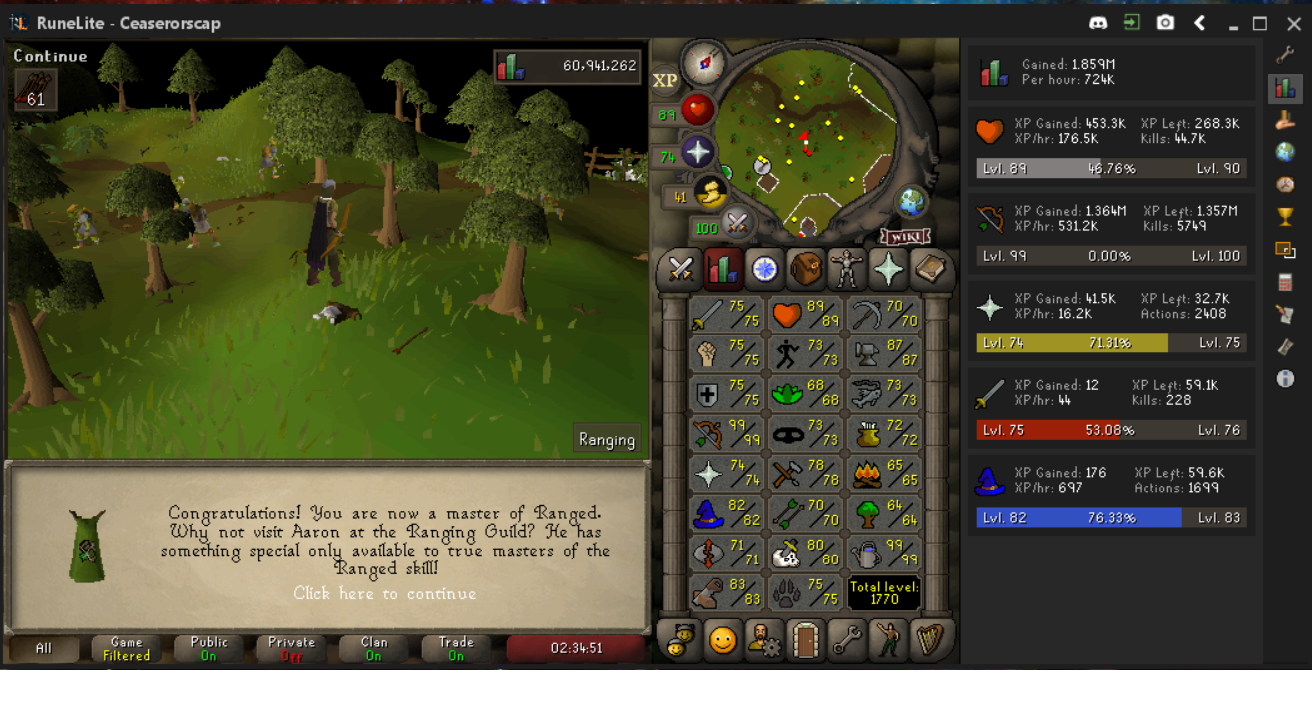 RuneLite - Ceaserorscap
Continue
61
60,941,262
XP
89
74
41
100
WIKI
Ranging
Congratulations! You are now a master of Ranged.
Why not visit Aaron at the Ranging Guild? He has
something special only available to true masters of the
Ranged skill!
Click here to continue
All
Game
Filtered
Public
On
Private
Off
Clan
On
Trade
On
02:34:51
75/75 89/89 70/70
75/75 73/73 87/87
75/75 68/68 73/73
99/99 73/73 72/72
74/74 78/78 65/65
82/82 70/70 64/64
71/71 80/80 99/99
83/83 75/75
Total level:
1770
Gained: 1.859M
Per hour: 724K
XP Gained: 453.3K XP Left: 268.3K
XP/hr: 176.5K Kills: 44.7K
Lvl. 89 46.76% Lvl. 90
XP Gained: 1.364M XP Left: 1.357M
XP/hr: 531.2K Kills: 5749
Lvl. 99 0.00% Lvl. 100
XP Gained: 41.5K XP Left: 32.7K
XP/hr: 16.2K Actions: 2408
Lvl. 74 71.31% Lvl. 75
XP Gained: 12 XP Left: 59.1K
XP/hr: 44 Kills: 228
Lvl. 75 53.08% Lvl. 76
XP Gained: 176 XP Left: 59.6K
XP/hr: 697 Actions: 1699
Lvl. 82 76.33% Lvl. 83